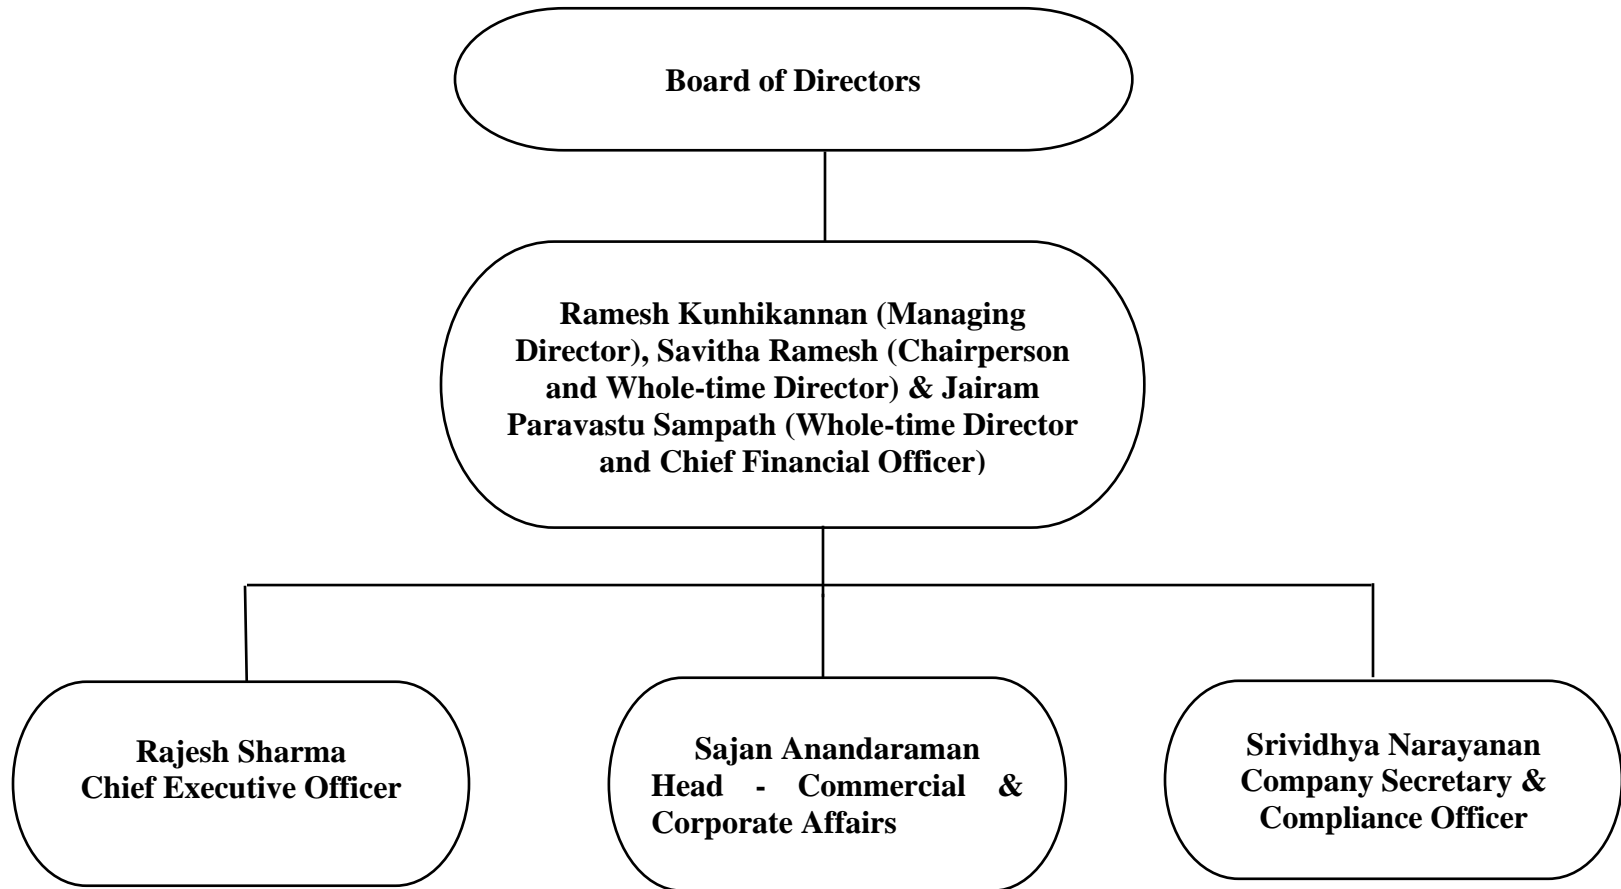 Board of Directors
Ramesh Kunhikannan (Managing
Director), Savitha Ramesh (Chairperson
and Whole-time Director) & Jairam
Paravastu Sampath (Whole-time Director
and Chief Financial Officer)
Rajesh Sharma
Chief Executive Officer
Sajan Anandaraman
Head - Commercial &
Corporate Affairs
Srividhya Narayanan
Company Secretary &
Compliance Officer